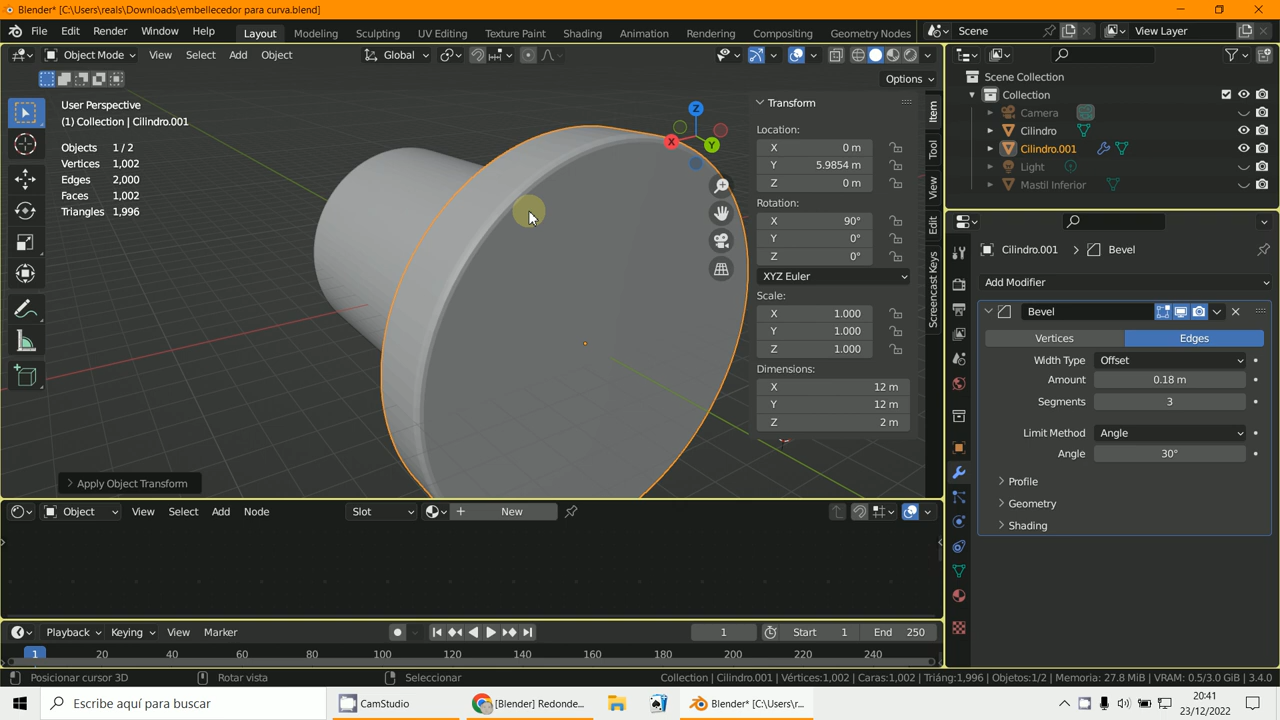 Blender* [C:\Users\reals\Downloads\embellecedor para curva.blend]
File Edit Render Window Help Layout Modeling Sculpting UV Editing Texture Paint Shading Animation Rendering Compositing Geometry Nodes Scene View Layer
Object Mode View Select Add Object Global
Options
User Perspective
(1) Collection | Cilindro.001
Objects 1 / 2
Vertices 1,002
Edges 2,000
Faces 1,002
Triangles 1,996
X
Y
Z
Transform
Location:
X 0 m
Y 5.9854 m
Z 0 m
Rotation:
X 90°
Y 0°
Z 0°
XYZ Euler
Scale:
X 1.000
Y 1.000
Z 1.000
Dimensions:
X 12 m
Y 12 m
Z 2 m
Item
Tool
View
Edit
Screencast Keys
Apply Object Transform
Scene Collection
Collection
Camera
Cilindro
Cilindro.001
Light
Mastil Inferior
Cilindro.001 Bevel
Add Modifier
Bevel
Vertices Edges
Width Type Offset
Amount 0.18 m
Segments 3
Limit Method Angle
Angle 30°
Profile
Geometry
Shading
Object View Select Add Node Slot New
Playback Keying View Marker 1 Start 1 End 250
1 20 40 60 80 100 120 140 160 180 200 220 240
Posicionar cursor 3D Rotar vista Seleccionar Collection | Cilindro.001 | Vértices:1,002 | Caras:1,002 | Triáng:1,996 | Objetos:1/2 | Memoria: 27.8 MiB | VRAM: 0.5/3.0 GiB | 3.4.0
Escribe aquí para buscar CamStudio [Blender] Redonde... Blender* [C:\Users\r... 20:41
23/12/2022